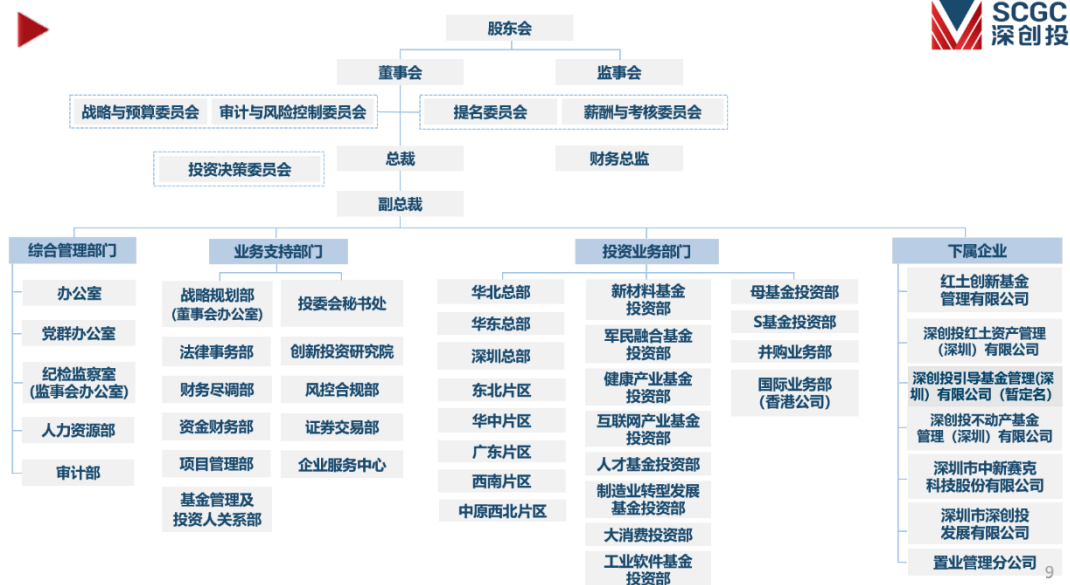 SCGC
深创投
股东会
董事会
监事会
战略与预算委员会
审计与风险控制委员会
提名委员会
薪酬与考核委员会
投资决策委员会
总裁
财务总监
副总裁
综合管理部门
办公室
党群办公室
纪检监察室
(监事会办公室)
人力资源部
审计部
业务支持部门
战略规划部
(董事会办公室)
法律事务部
财务尽调部
资金财务部
项目管理部
基金管理及
投资人关系部
投委会秘书处
创新投资研究院
风控合规部
证券交易部
企业服务中心
投资业务部门
华北总部
华东总部
深圳总部
东北片区
华中片区
广东片区
西南片区
中原西北片区
新材料基金
投资部
军民融合基金
投资部
健康产业基金
投资部
互联网产业基金
投资部
人才基金投资部
制造业转型发展
基金投资部
大消费投资部
工业软件基金
投资部
母基金投资部
S基金投资部
并购业务部
国际业务部
（香港公司）
下属企业
红土创新基金
管理有限公司
深创投红土资产管理
（深圳）有限公司
深创投引导基金管理(深
圳）有限公司（暂定名）
深创投不动产基金
管理（深圳）有限公司
深圳市中新赛克
科技股份有限公司
深圳市深创投
发展有限公司
置业管理分公司
9